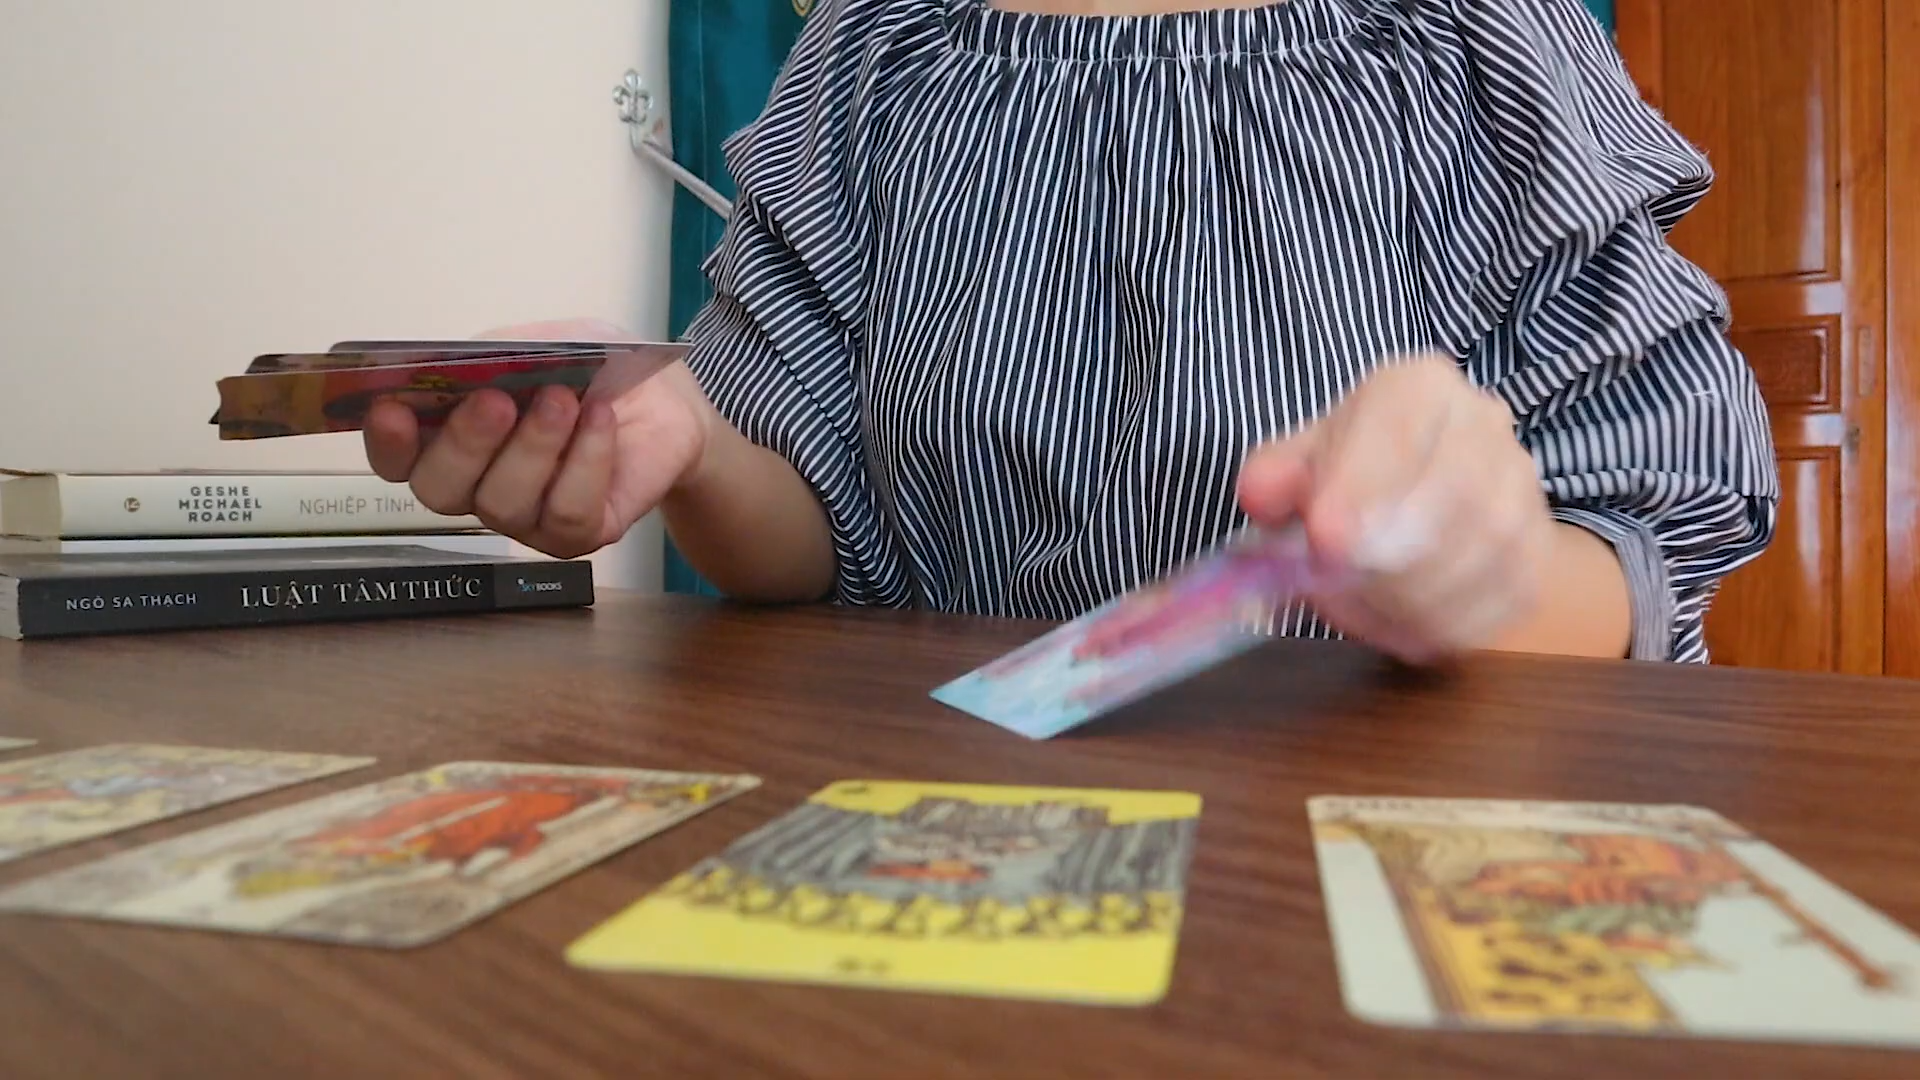 GESHE
MICHAEL
ROACH
NGHIỆP TÌNH
NGÔ SA THẠCH
LUẬT TÂM THỨC
SKYBOOKS